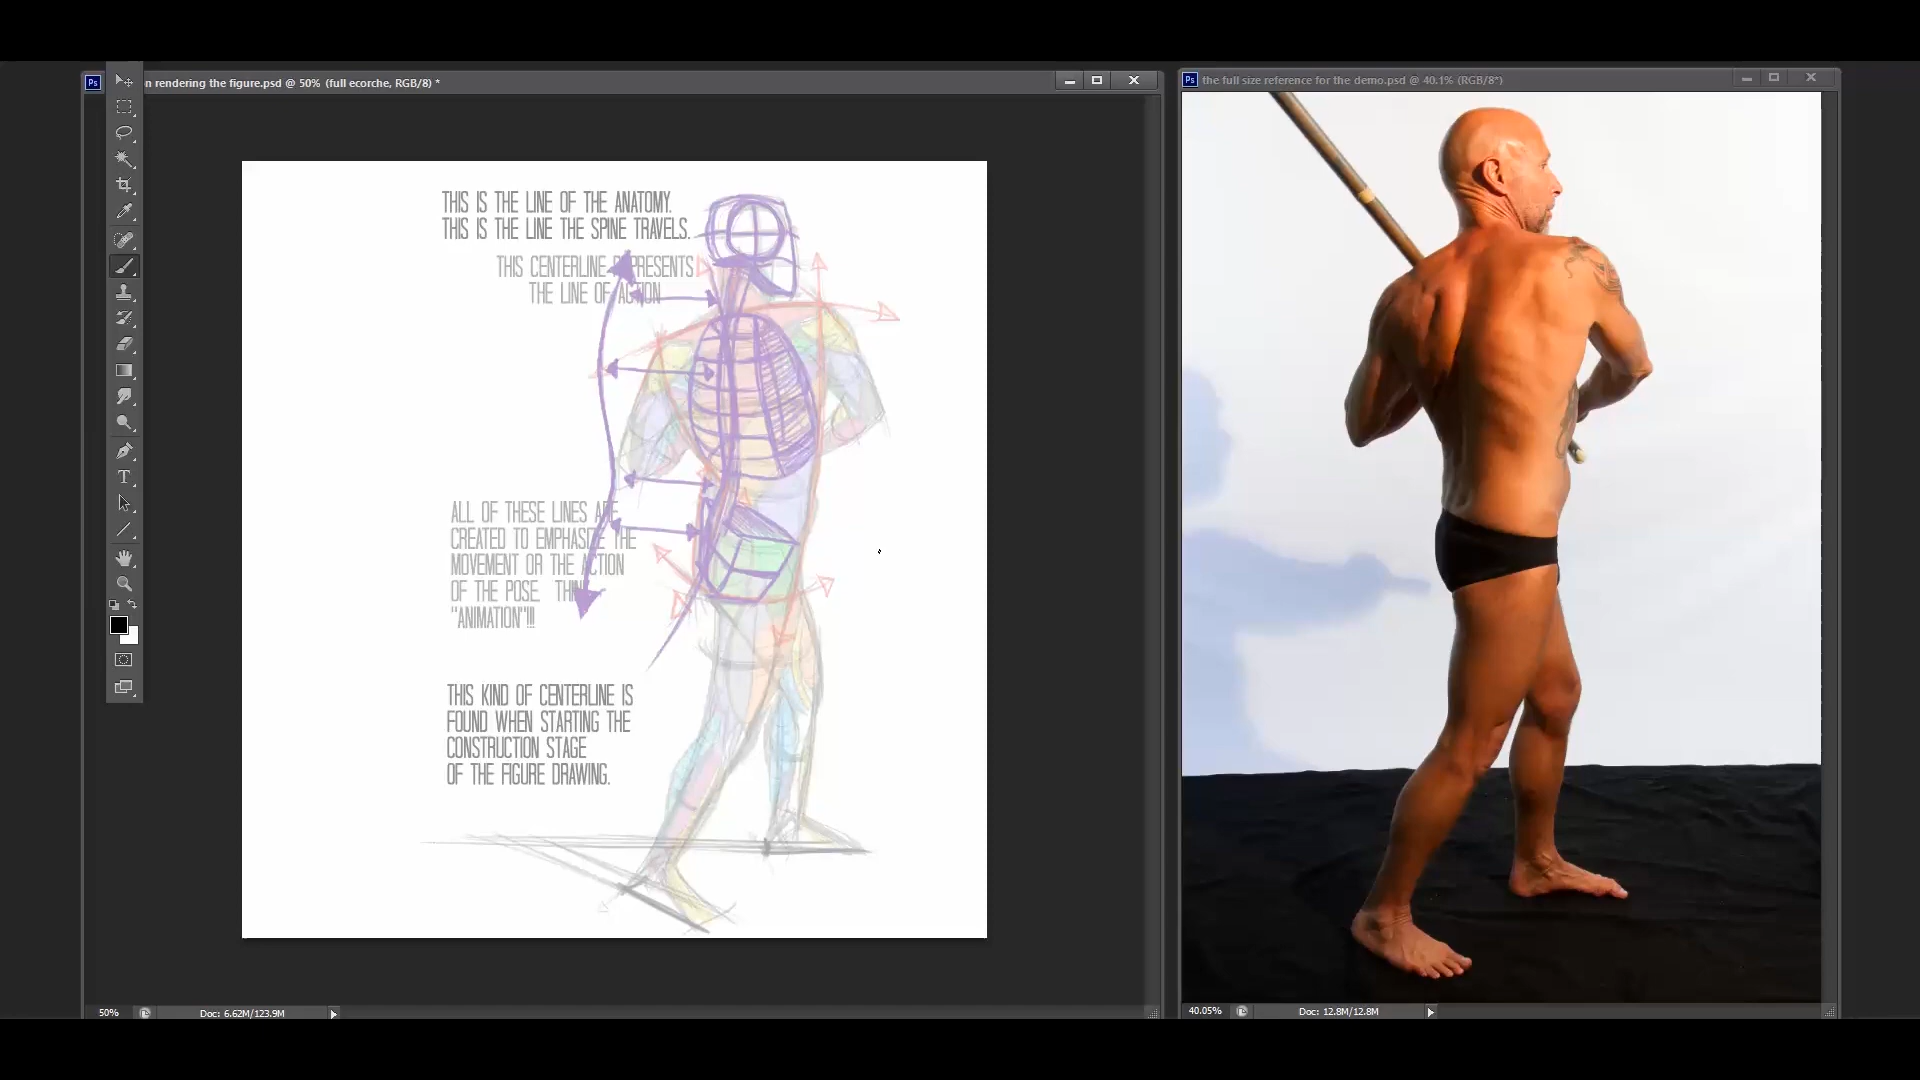 n rendering the figure.psd @ 50% (full ecorche, RGB/8) *
the full size reference for the demo.psd @ 40.1% (RGB/8*)
THIS IS THE LINE OF THE ANATOMY.
THIS IS THE LINE THE SPINE TRAVELS.
THIS CENTERLINE REPRESENTS
THE LINE OF ACTION
ALL OF THESE LINES ARE
CREATED TO EMPHASIZE THE
MOVEMENT OR THE ACTION
OF THE POSE. THINK
"ANIMATION"!!!
THIS KIND OF CENTERLINE IS
FOUND WHEN STARTING THE
CONSTRUCTION STAGE
OF THE FIGURE DRAWING.
50%
Doc: 6.62M/123.9M
40.05%
Doc: 12.8M/12.8M